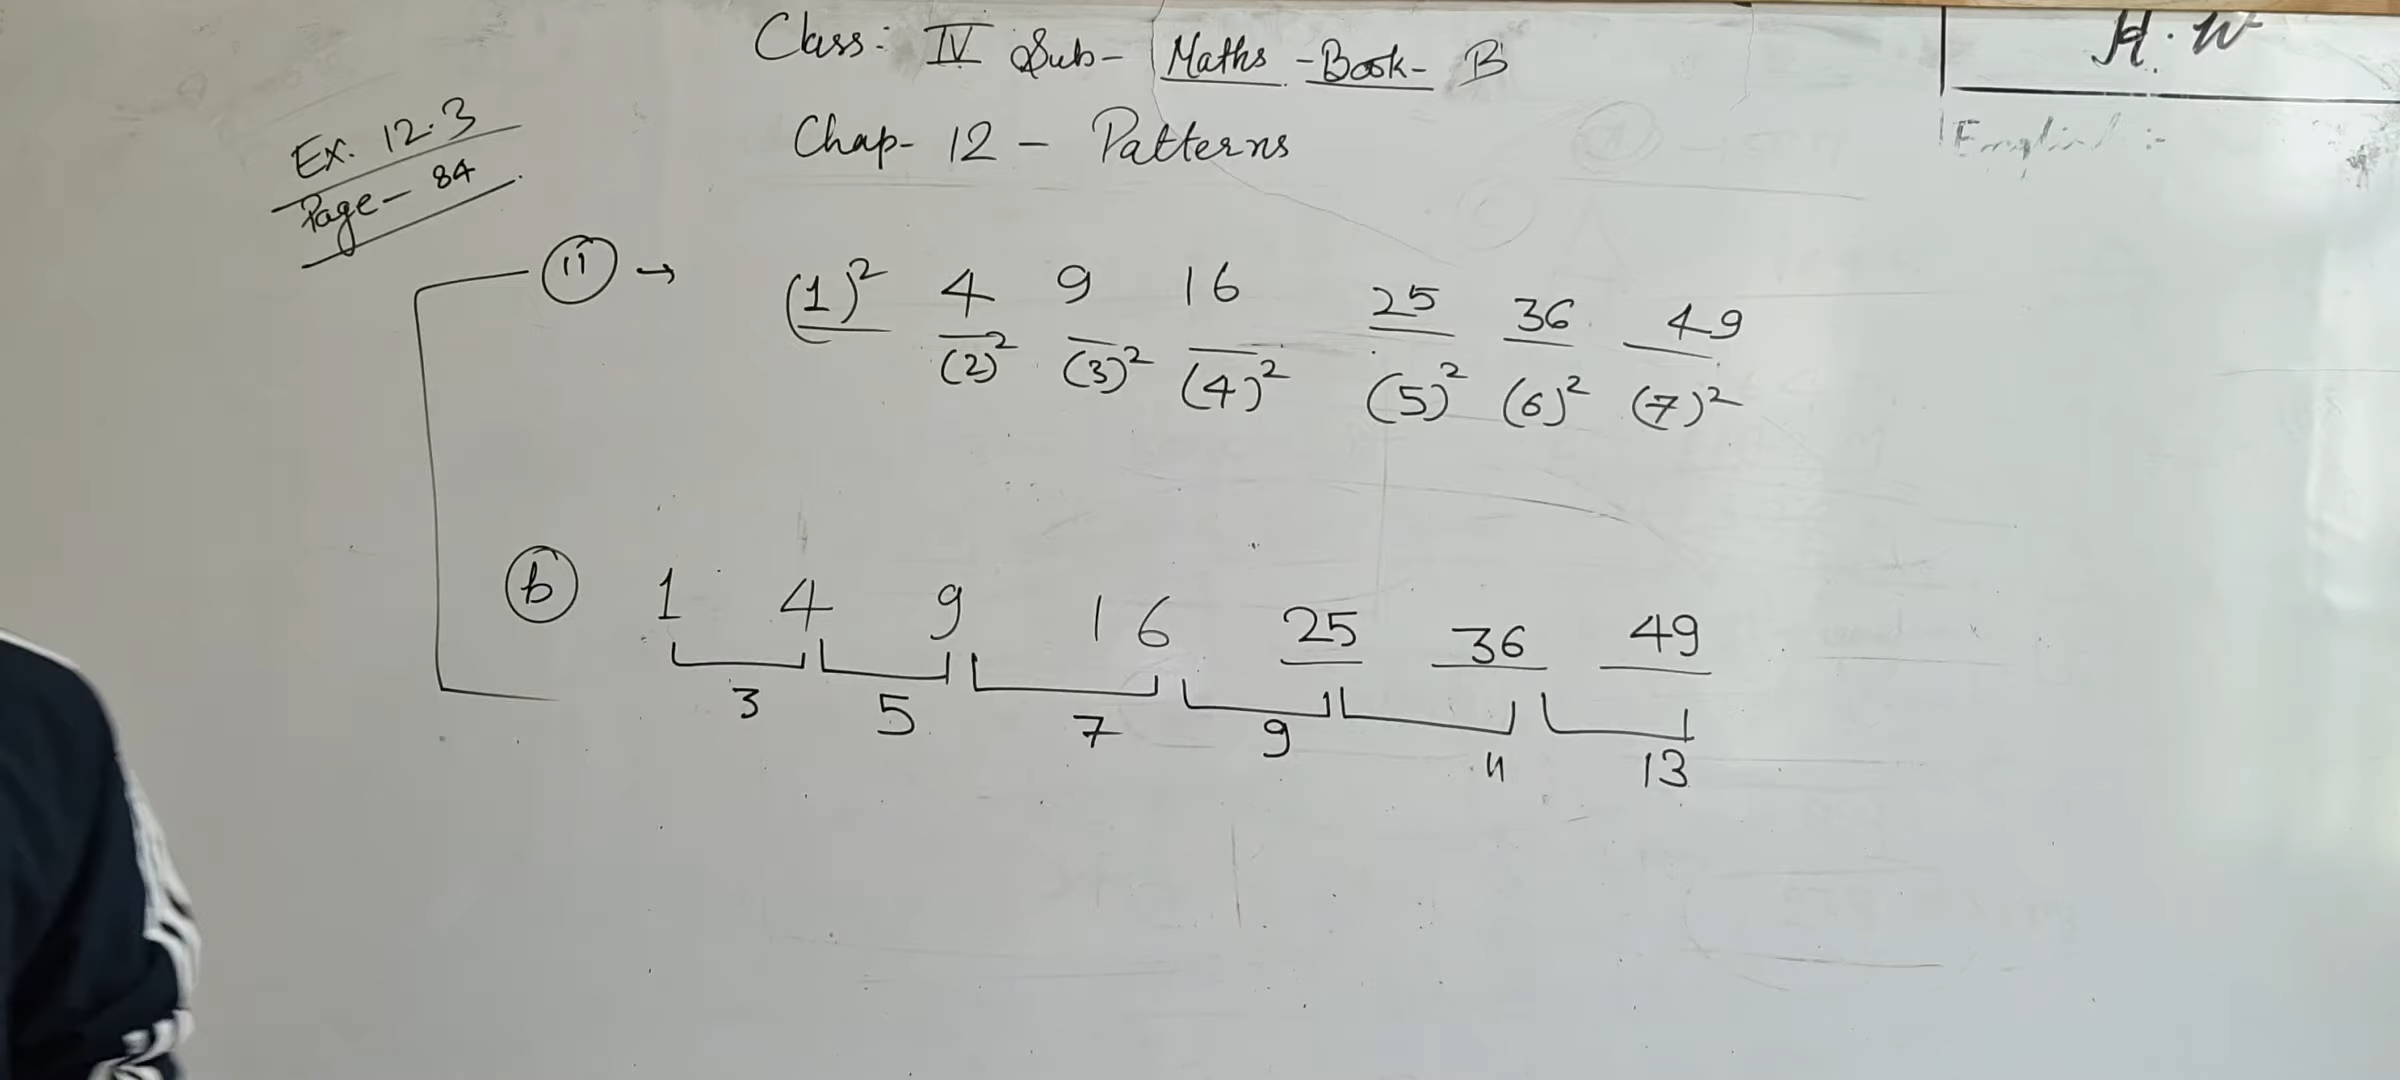 Class: IV Sub- Maths - Book- B
H.W
Chap- 12 - Patterns
English :-
Ex. 12.3
Page- 84
(ii) → (1)² 4 9 16 25 36 49
(2)² (3)² (4)² (5)² (6)² (7)²
(b) 1 4 9 16 25 36 49
3 5 7 9 11 13